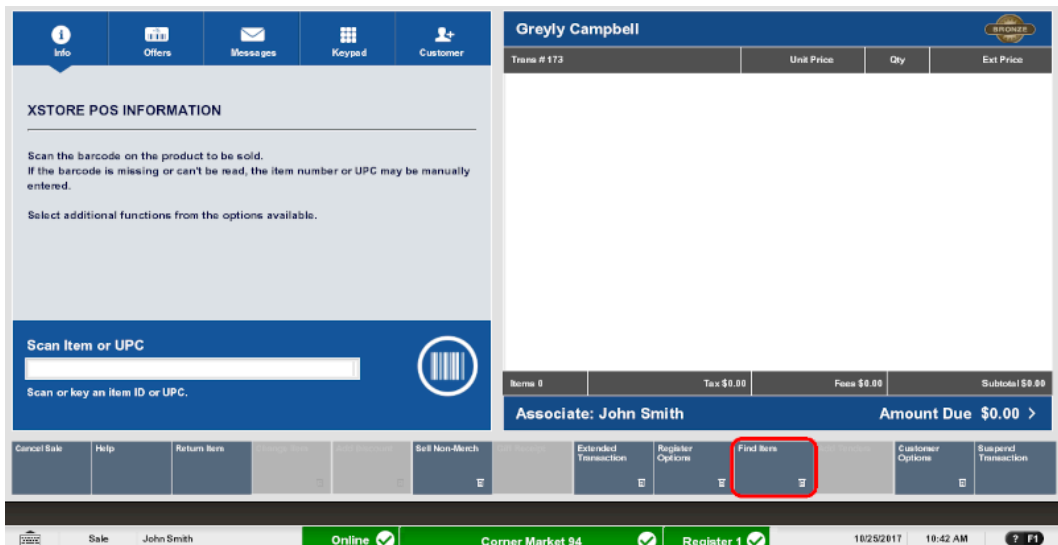 Info
Offers
Messages
Keypad
Customer
XSTORE POS INFORMATION
Scan the barcode on the product to be sold.
If the barcode is missing or can't be read, the item number or UPC may be manually
entered.
Select additional functions from the options available.
Scan Item or UPC
Scan or key an item ID or UPC.
Greyly Campbell
BRONZE
Trans # 173 Unit Price Qty Ext Price
Items 0 Tax $0.00 Fees $0.00 Subtotal $0.00
Associate: John Smith Amount Due $0.00 >
Cancel Sale
Help
Return Item
Sell Non-Merch
Extended
Transaction
Register
Options
Find Item
Customer
Options
Suspend
Transaction
Sale John Smith Online Corner Market 94 Register 1 10/25/2017 10:42 AM ? F1